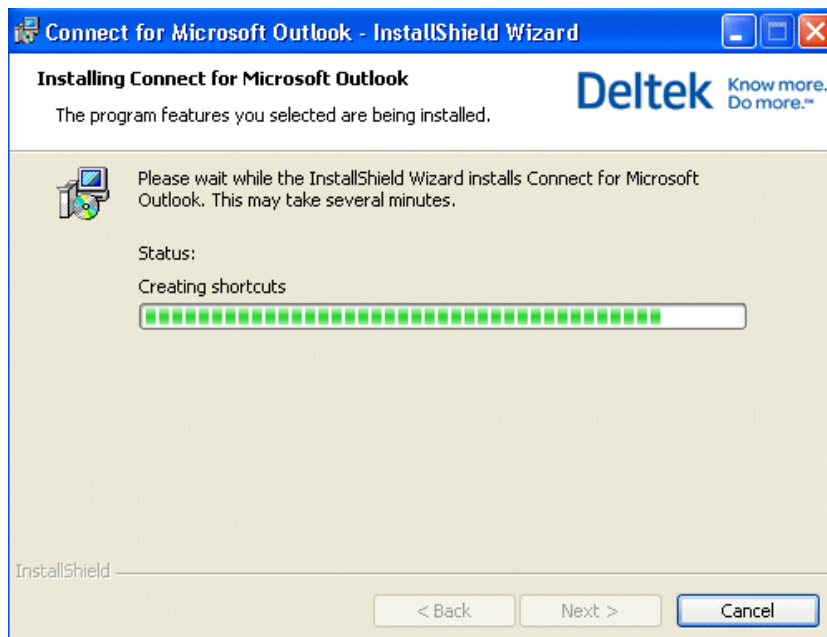 Connect for Microsoft Outlook - InstallShield Wizard
Installing Connect for Microsoft Outlook
The program features you selected are being installed.
Deltek
Know more.
Do more.™
Please wait while the InstallShield Wizard installs Connect for Microsoft
Outlook. This may take several minutes.
Status:
Creating shortcuts
InstallShield
< Back
Next >
Cancel